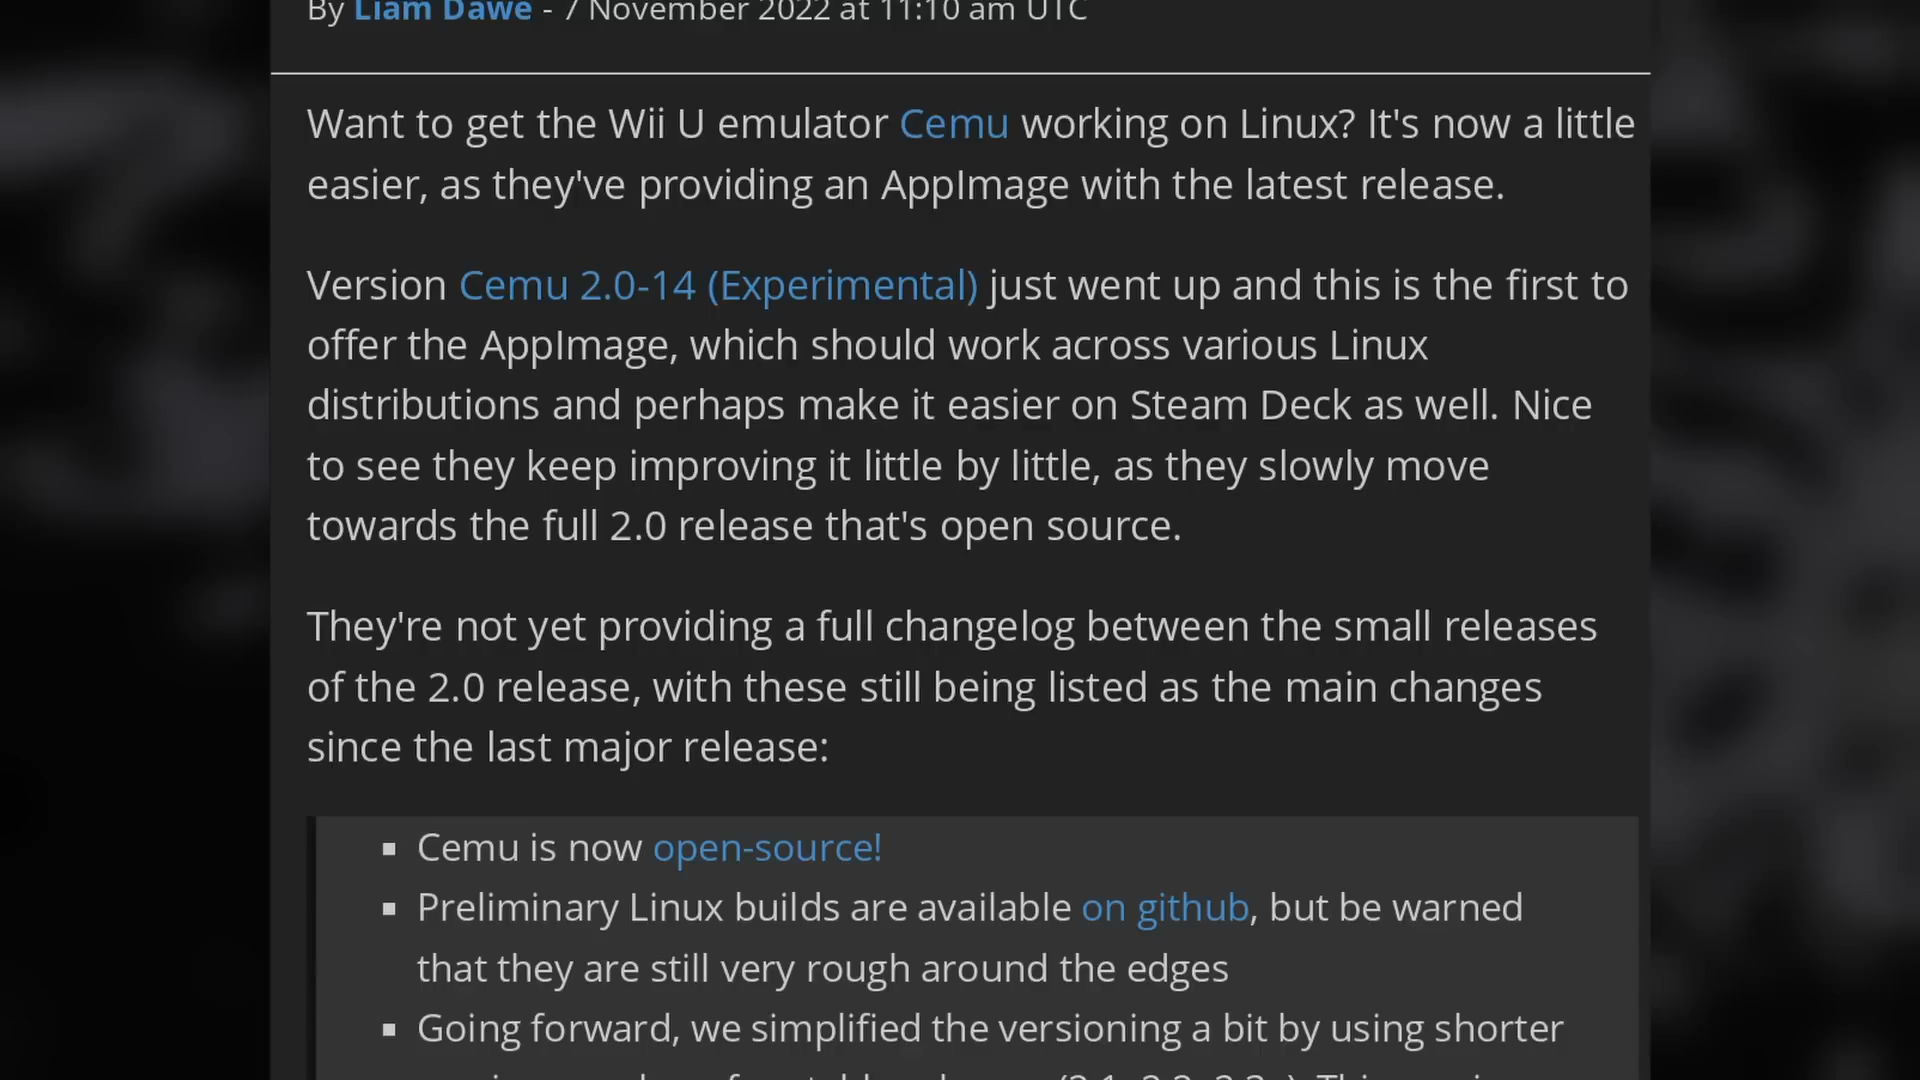 By Liam Dawe - 7 November 2022 at 11:10 am UTC
Want to get the Wii U emulator Cemu working on Linux? It's now a little
easier, as they've providing an AppImage with the latest release.
Version Cemu 2.0-14 (Experimental) just went up and this is the first to
offer the AppImage, which should work across various Linux
distributions and perhaps make it easier on Steam Deck as well. Nice
to see they keep improving it little by little, as they slowly move
towards the full 2.0 release that's open source.
They're not yet providing a full changelog between the small releases
of the 2.0 release, with these still being listed as the main changes
since the last major release:
▪ Cemu is now open-source!
▪ Preliminary Linux builds are available on github, but be warned
that they are still very rough around the edges
▪ Going forward, we simplified the versioning a bit by using shorter